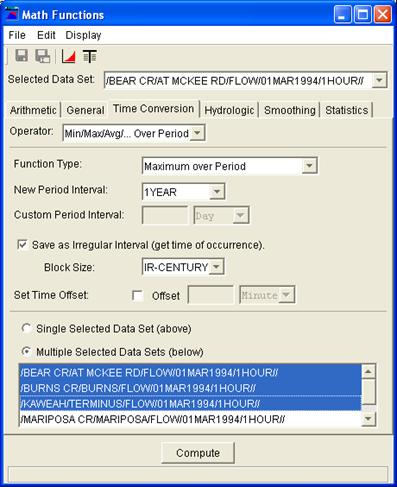 Math Functions
File Edit Display
Selected Data Set: /BEAR CR/AT MCKEE RD/FLOW/01MAR1994/1HOUR//
Arithmetic General Time Conversion Hydrologic Smoothing Statistics
Operator: Min/Max/Avg/... Over Period
Function Type: Maximum over Period
New Period Interval: 1YEAR
Custom Period Interval: Day
Save as Irregular Interval (get time of occurrence).
Block Size: IR-CENTURY
Set Time Offset: Offset Minute
Single Selected Data Set (above)
Multiple Selected Data Sets (below)
/BEAR CR/AT MCKEE RD/FLOW/01MAR1994/1HOUR//
/BURNS CR/BURNS/FLOW/01MAR1994/1HOUR//
/KAWEAH/TERMINUS/FLOW/01MAR1994/1HOUR//
/MARIPOSA CR/MARIPOSA/FLOW/01MAR1994/1HOUR//
Compute